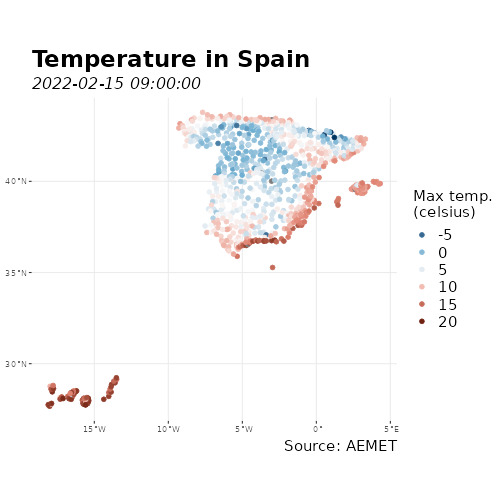 Temperature in Spain
2022-02-15 09:00:00
40°N
35°N
30°N
15°W
10°W
5°W
0°
5°E
Max temp.
(celsius)
-5
0
5
10
15
20
Source: AEMET